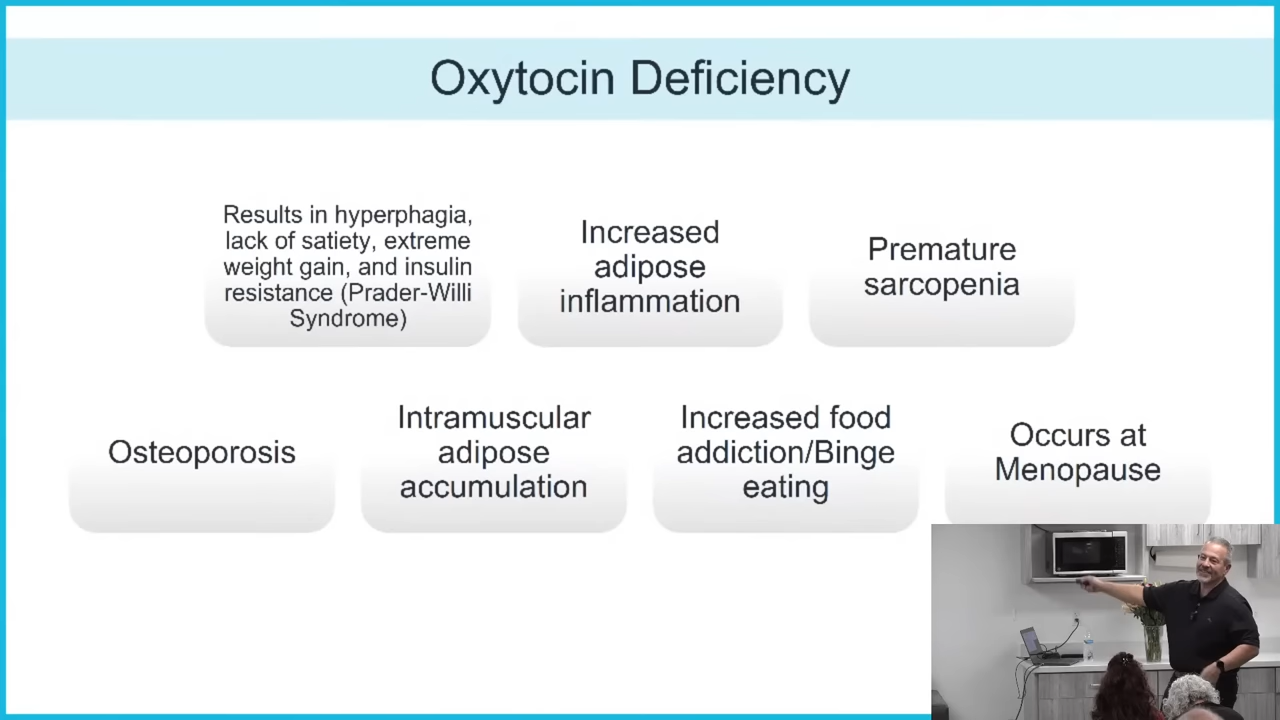 Oxytocin Deficiency
Results in hyperphagia,
lack of satiety, extreme
weight gain, and insulin
resistance (Prader-Willi
Syndrome)
Increased
adipose
inflammation
Premature
sarcopenia
Osteoporosis
Intramuscular
adipose
accumulation
Increased food
addiction/Binge
eating
Occurs at
Menopause